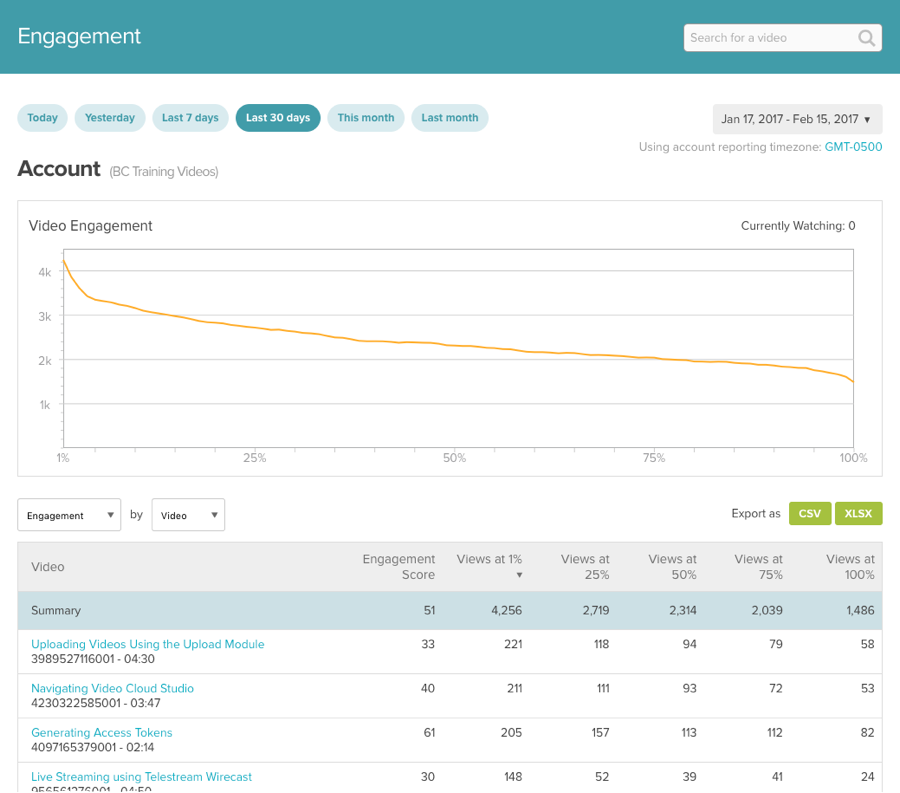 Engagement
Search for a video
Today Yesterday Last 7 days Last 30 days This month Last month
Jan 17, 2017 - Feb 15, 2017 ▼
Using account reporting timezone: GMT-0500
Account (BC Training Videos)
Video Engagement Currently Watching: 0
4k
3k
2k
1k
1% 25% 50% 75% 100%
Engagement ▼ by Video ▼ Export as CSV XLSX
Video Engagement Score Views at 1% ▼ Views at 25% Views at 50% Views at 75% Views at 100%
Summary 51 4,256 2,719 2,314 2,039 1,486
Uploading Videos Using the Upload Module 33 221 118 94 79 58
3989527116001 - 04:30
Navigating Video Cloud Studio 40 211 111 93 72 53
4230322585001 - 03:47
Generating Access Tokens 61 205 157 113 112 82
4097165379001 - 02:14
Live Streaming using Telestream Wirecast 30 148 52 39 41 24